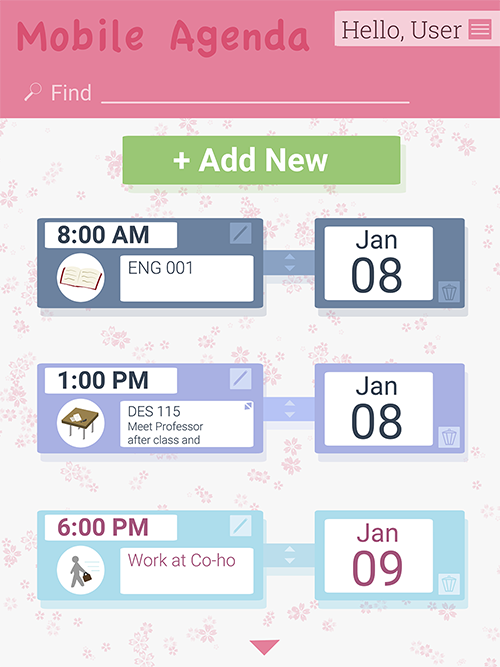 Mobile Agenda
Hello, User
Find
+ Add New
8:00 AM
ENG 001
Jan
08
1:00 PM
DES 115
Meet Professor
after class and
Jan
08
6:00 PM
Work at Co-ho
Jan
09